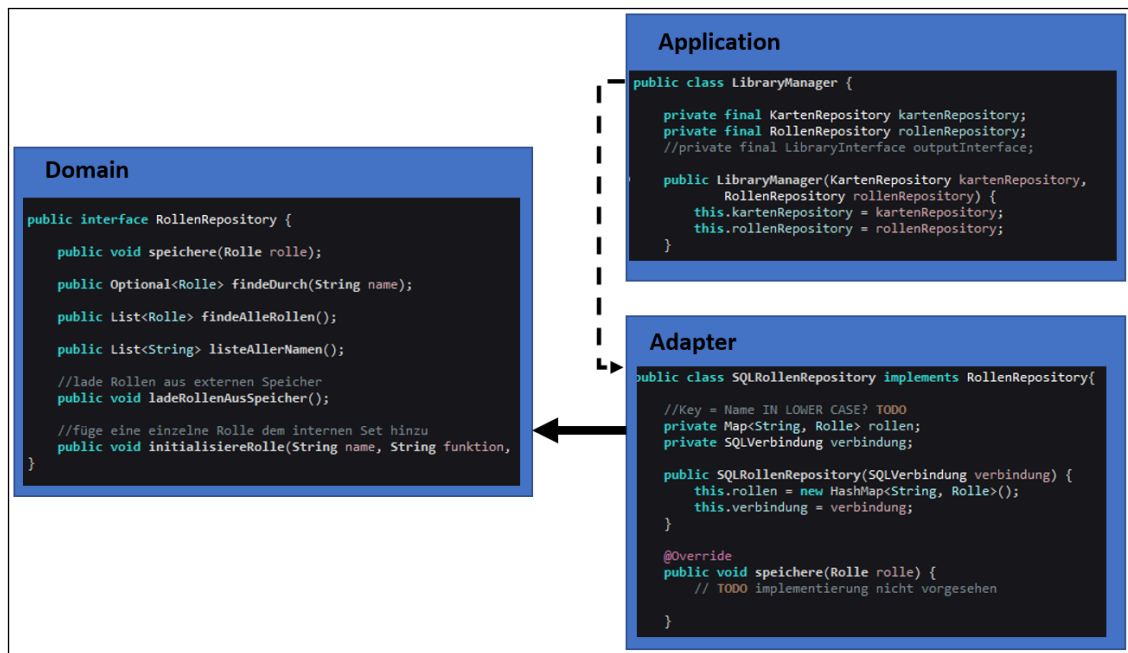 Domain
public interface RollenRepository {
public void speichere(Rolle rolle);
public Optional<Rolle> findeDurch(String name);
public List<Rolle> findeAlleRollen();
public List<String> listeAllerNamen();
//lade Rollen aus externen Speicher
public void ladeRollenAusSpeicher();
//füge eine einzelne Rolle dem internen Set hinzu
public void initialisiereRolle(String name, String funktion,
}
Application
public class LibraryManager {
private final KartenRepository kartenRepository;
private final RollenRepository rollenRepository;
//private final LibraryInterface outputInterface;
public LibraryManager(KartenRepository kartenRepository,
RollenRepository rollenRepository) {
this.kartenRepository = kartenRepository;
this.rollenRepository = rollenRepository;
}
Adapter
public class SQLRollenRepository implements RollenRepository{
//Key = Name IN LOWER CASE? TODO
private Map<String, Rolle> rollen;
private SQLVerbindung verbindung;
public SQLRollenRepository(SQLVerbindung verbindung) {
this.rollen = new HashMap<String, Rolle>();
this.verbindung = verbindung;
}
@Override
public void speichere(Rolle rolle) {
// TODO implementierung nicht vorgesehen
}